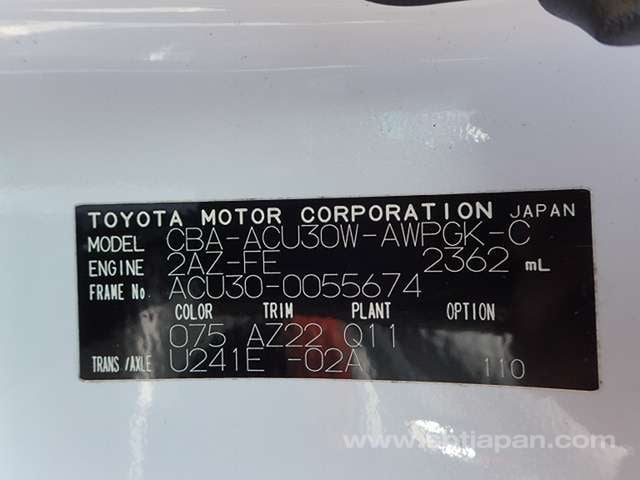 TOYOTA MOTOR CORPORATION JAPAN
MODEL CBA-ACU30W-AWPGK-C
ENGINE 2AZ-FE 2362 mL
FRAME No. ACU30-0055674
COLOR TRIM PLANT OPTION
075 AZ22 Q11
TRANS/AXLE U241E -02A 110
www.sbtjapan.com